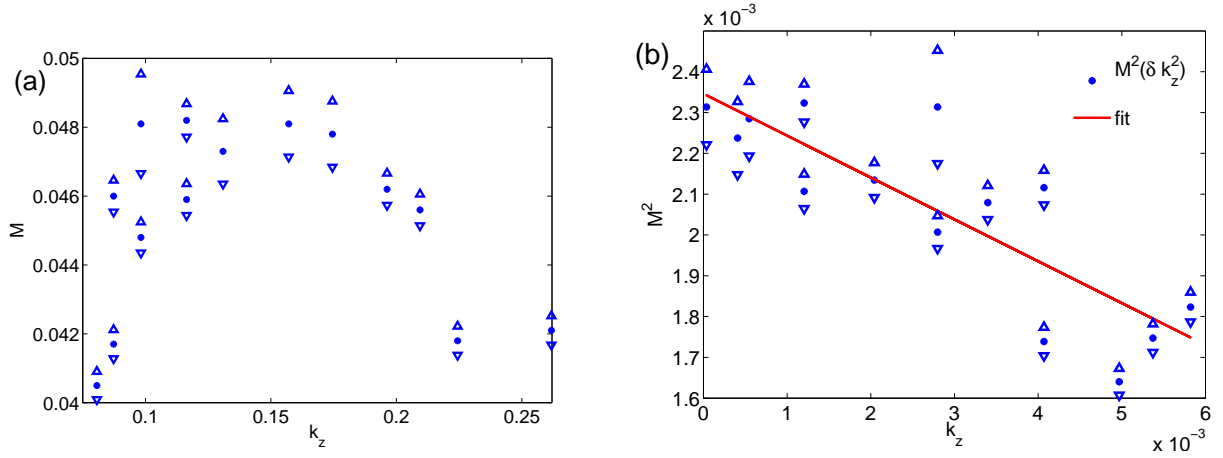 (a)
0.05
0.048
0.046
0.044
0.042
0.04
M
0.1
0.15
0.2
0.25
k_z
(b)
x 10^−3
2.4
2.3
2.2
2.1
2
1.9
1.8
1.7
1.6
M^2
M^2(δ k_z^2)
fit
0
1
2
3
4
5
6
k_z
x 10^−3